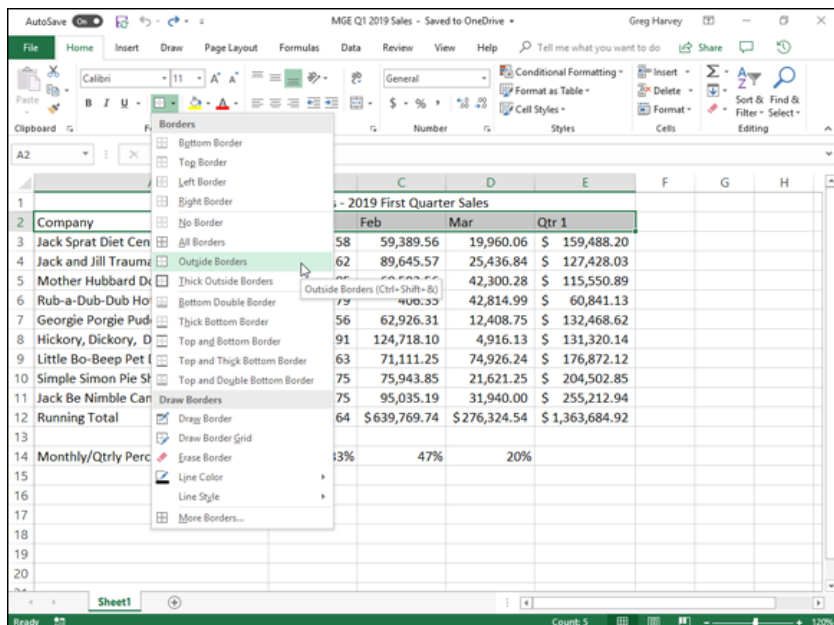 AutoSave On MGE Q1 2019 Sales - Saved to OneDrive Greg Harvey
File Home Insert Draw Page Layout Formulas Data Review View Help Tell me what you want to do Share
Paste Calibri 11 A A General Conditional Formatting Insert Σ
B I U A $ % Format as Table Delete Sort & Find &
Cell Styles Format Filter Select
Clipboard Number Styles Cells Editing
A2
Borders
Bottom Border
Top Border
Left Border
Right Border
No Border
All Borders
Outside Borders
Thick Outside Borders
Outside Borders (Ctrl+Shift+&)
Bottom Double Border
Thick Bottom Border
Top and Bottom Border
Top and Thick Bottom Border
Top and Double Bottom Border
Draw Borders
Draw Border
Draw Border Grid
Erase Border
Line Color
Line Style
More Borders...
C D E F G H
1 - 2019 First Quarter Sales
2 Company Feb Mar Qtr 1
3 Jack Sprat Diet Cen 58 59,389.56 19,960.06 $ 159,488.20
4 Jack and Jill Trauma 62 89,645.57 25,436.84 $ 127,428.03
5 Mother Hubbard Do 42,300.28 $ 115,550.89
6 Rub-a-Dub-Dub Ho 79 406.35 42,814.99 $ 60,841.13
7 Georgie Porgie Pud 56 62,926.31 12,408.75 $ 132,468.62
8 Hickory, Dickory, D 91 124,718.10 4,916.13 $ 131,320.14
9 Little Bo-Beep Pet 63 71,111.25 74,926.24 $ 176,872.12
10 Simple Simon Pie Sh 75 75,943.85 21,621.25 $ 204,502.85
11 Jack Be Nimble Can 75 95,035.19 31,940.00 $ 255,212.94
12 Running Total 64 $639,769.74 $276,324.54 $ 1,363,684.92
13
14 Monthly/Qtrly Perc 33% 47% 20%
15
16
17
18
19
20
Sheet1
Ready Count: 5 120%